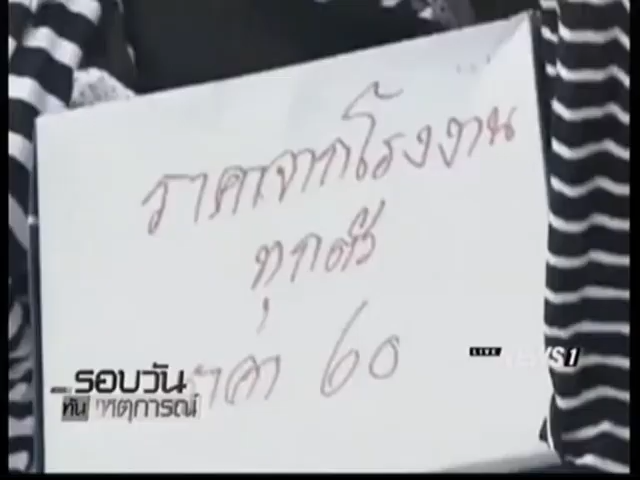 ราคาจากโรงงาน
ทุกตัว
ราคา 60
รอบวัน
ทันเหตุการณ์
LIVE NEWS1